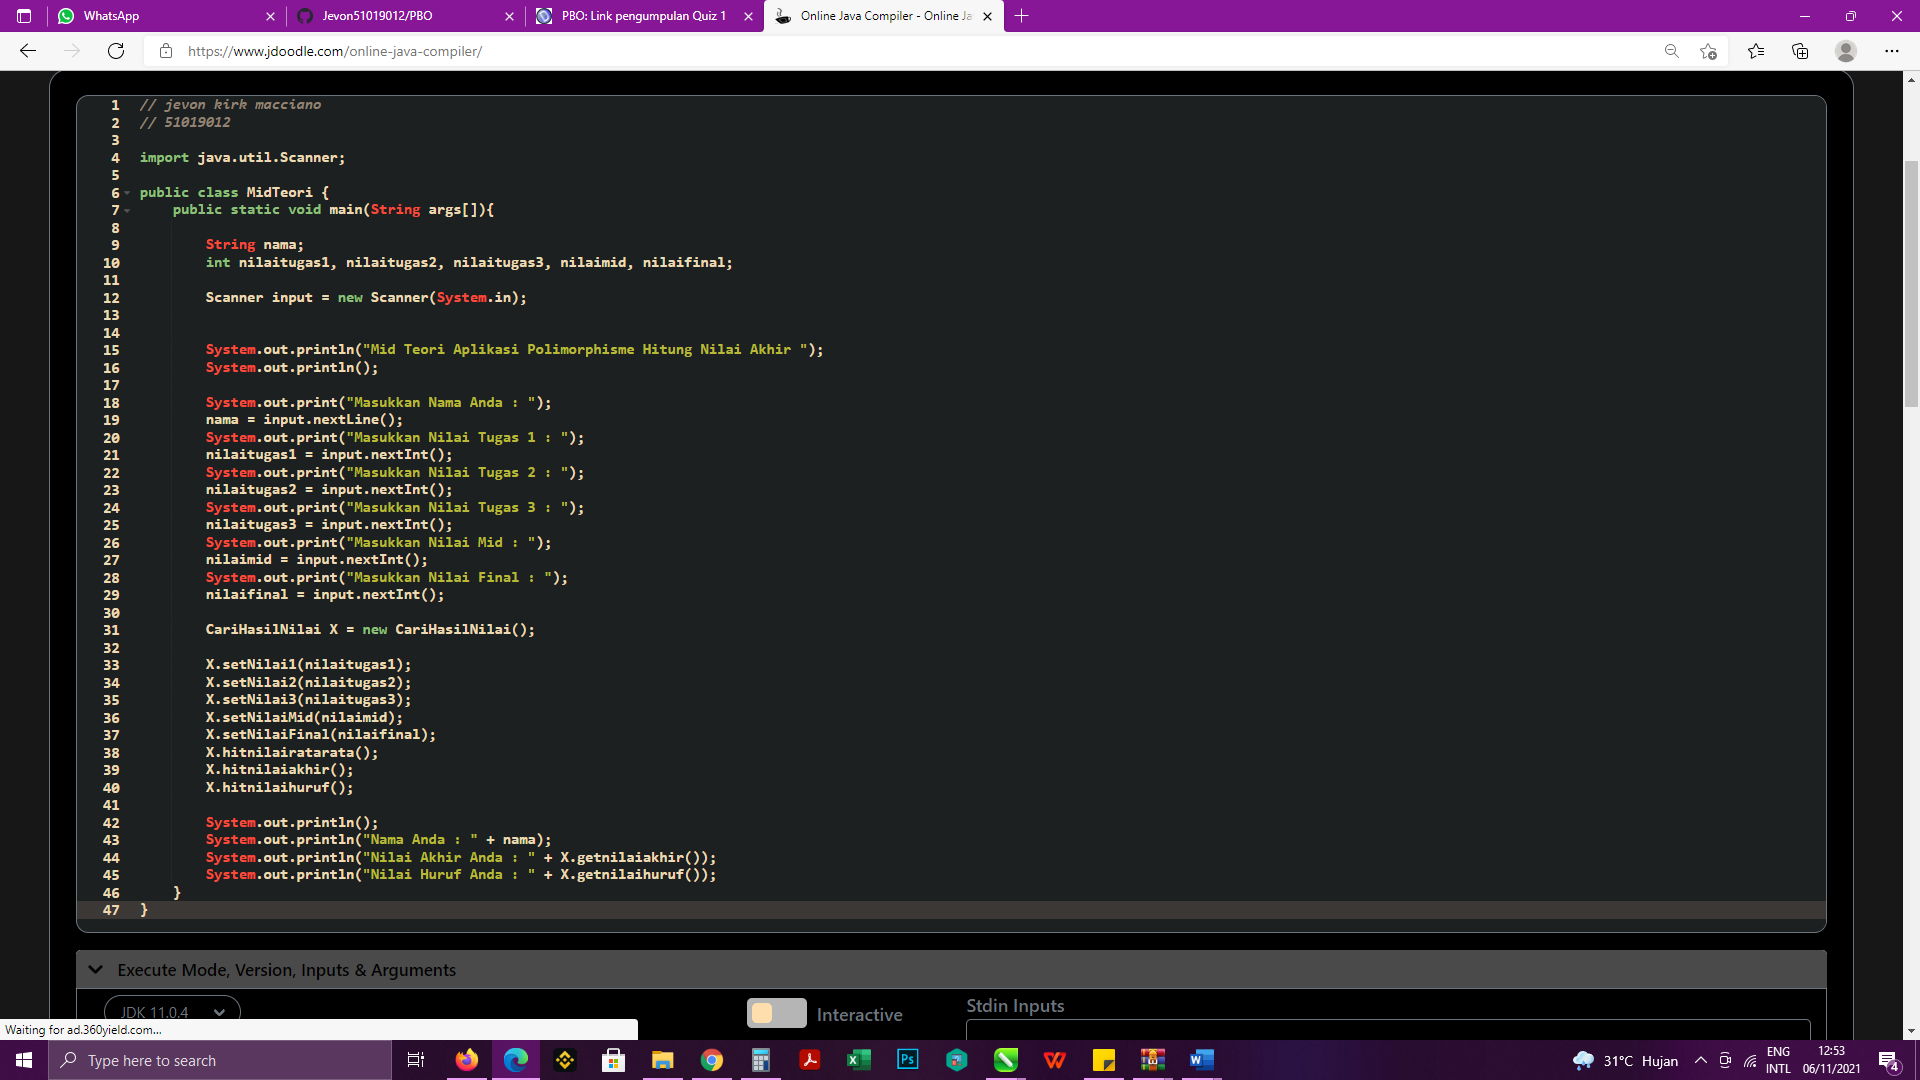 WhatsApp
Jevon51019012/PBO
PBO: Link pengumpulan Quiz 1
Online Java Compiler - Online Ja
https://www.jdoodle.com/online-java-compiler/
1 // jevon kirk macciano
2 // 51019012
3
4 import java.util.Scanner;
5
6 public class MidTeori {
7 public static void main(String args[]){
8
9 String nama;
10 int nilaitugas1, nilaitugas2, nilaitugas3, nilaimid, nilaifinal;
11
12 Scanner input = new Scanner(System.in);
13
14
15 System.out.println("Mid Teori Aplikasi Polimorphisme Hitung Nilai Akhir ");
16 System.out.println();
17
18 System.out.print("Masukkan Nama Anda : ");
19 nama = input.nextLine();
20 System.out.print("Masukkan Nilai Tugas 1 : ");
21 nilaitugas1 = input.nextInt();
22 System.out.print("Masukkan Nilai Tugas 2 : ");
23 nilaitugas2 = input.nextInt();
24 System.out.print("Masukkan Nilai Tugas 3 : ");
25 nilaitugas3 = input.nextInt();
26 System.out.print("Masukkan Nilai Mid : ");
27 nilaimid = input.nextInt();
28 System.out.print("Masukkan Nilai Final : ");
29 nilaifinal = input.nextInt();
30
31 CariHasilNilai X = new CariHasilNilai();
32
33 X.setNilai1(nilaitugas1);
34 X.setNilai2(nilaitugas2);
35 X.setNilai3(nilaitugas3);
36 X.setNilaiMid(nilaimid);
37 X.setNilaiFinal(nilaifinal);
38 X.hitnilairatarata();
39 X.hitnilaiakhir();
40 X.hitnilaihuruf();
41
42 System.out.println();
43 System.out.println("Nama Anda : " + nama);
44 System.out.println("Nilai Akhir Anda : " + X.getnilaiakhir());
45 System.out.println("Nilai Huruf Anda : " + X.getnilaihuruf());
46 }
47 }
Execute Mode, Version, Inputs & Arguments
JDK 11.0.4
Interactive
Stdin Inputs
Waiting for ad.360yield.com...
Type here to search
Ps
31°C Hujan
ENG
INTL
12:53
06/11/2021
4